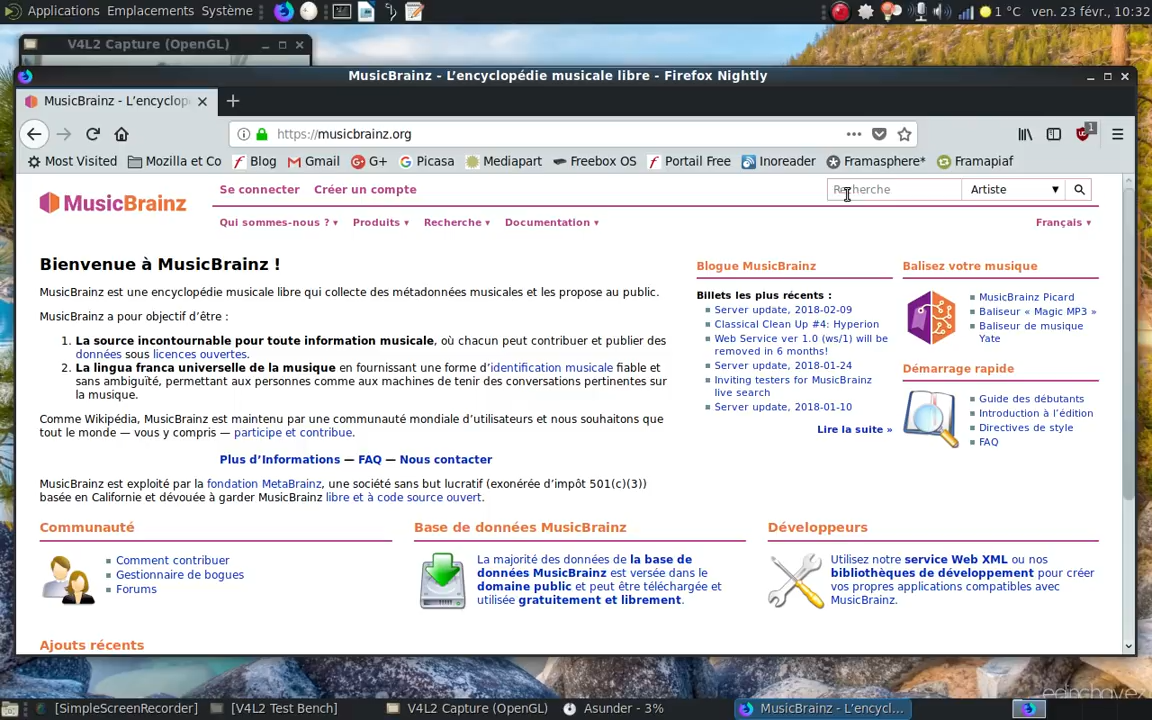 Applications Emplacements Système 1 °C ven. 23 févr., 10:32
V4L2 Capture (OpenGL)
MusicBrainz - L’encyclopédie musicale libre - Firefox Nightly
MusicBrainz - L’encyclop
https://musicbrainz.org
Most Visited Mozilla et Co Blog Gmail G+ Picasa Mediapart Freebox OS Portail Free Inoreader Framasphere* Framapiaf
MusicBrainz
Se connecter Créer un compte
Recherche Artiste
Qui sommes-nous ? Produits Recherche Documentation Français
Bienvenue à MusicBrainz !
MusicBrainz est une encyclopédie musicale libre qui collecte des métadonnées musicales et les propose au public.
MusicBrainz a pour objectif d’être :
1. La source incontournable pour toute information musicale, où chacun peut contribuer et publier des
données sous licences ouvertes.
2. La lingua franca universelle de la musique en fournissant une forme d’identification musicale fiable et
sans ambiguïté, permettant aux personnes comme aux machines de tenir des conversations pertinentes sur
la musique.
Comme Wikipédia, MusicBrainz est maintenu par une communauté mondiale d’utilisateurs et nous souhaitons que
tout le monde — vous y compris — participe et contribue.
Plus d’Informations — FAQ — Nous contacter
MusicBrainz est exploité par la fondation MetaBrainz, une société sans but lucratif (exonérée d’impôt 501(c)(3))
basée en Californie et dévouée à garder MusicBrainz libre et à code source ouvert.
Blogue MusicBrainz
Billets les plus récents :
Server update, 2018-02-09
Classical Clean Up #4: Hyperion
Web Service ver 1.0 (ws/1) will be
removed in 6 months!
Server update, 2018-01-24
Inviting testers for MusicBrainz
live search
Server update, 2018-01-10
Lire la suite »
Balisez votre musique
MusicBrainz Picard
Baliseur « Magic MP3 »
Baliseur de musique
Yate
Démarrage rapide
Guide des débutants
Introduction à l’édition
Directives de style
FAQ
Communauté
Comment contribuer
Gestionnaire de bogues
Forums
Base de données MusicBrainz
La majorité des données de la base de
données MusicBrainz est versée dans le
domaine public et peut être téléchargée et
utilisée gratuitement et librement.
Développeurs
Utilisez notre service Web XML ou nos
bibliothèques de développement pour créer
vos propres applications compatibles avec
MusicBrainz.
Ajouts récents
[SimpleScreenRecorder] [V4L2 Test Bench] V4L2 Capture (OpenGL) Asunder - 3% MusicBrainz - L’encycl...